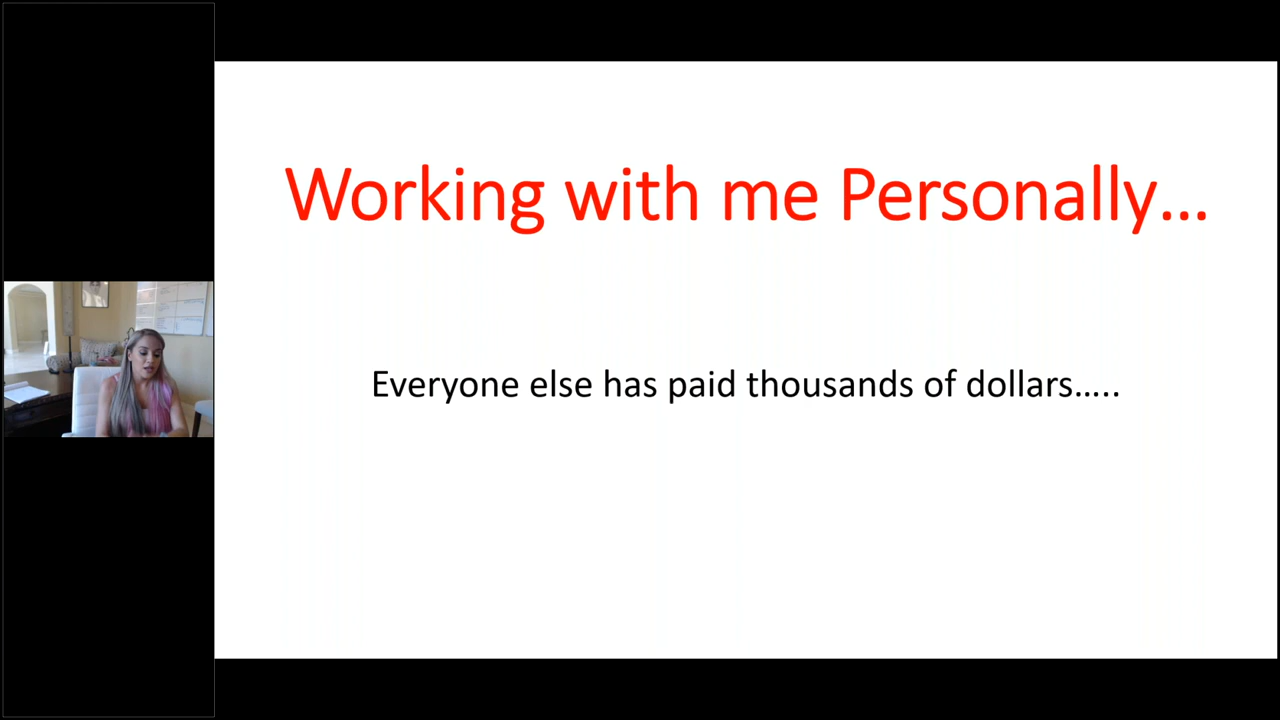 Working with me Personally...
Everyone else has paid thousands of dollars.....